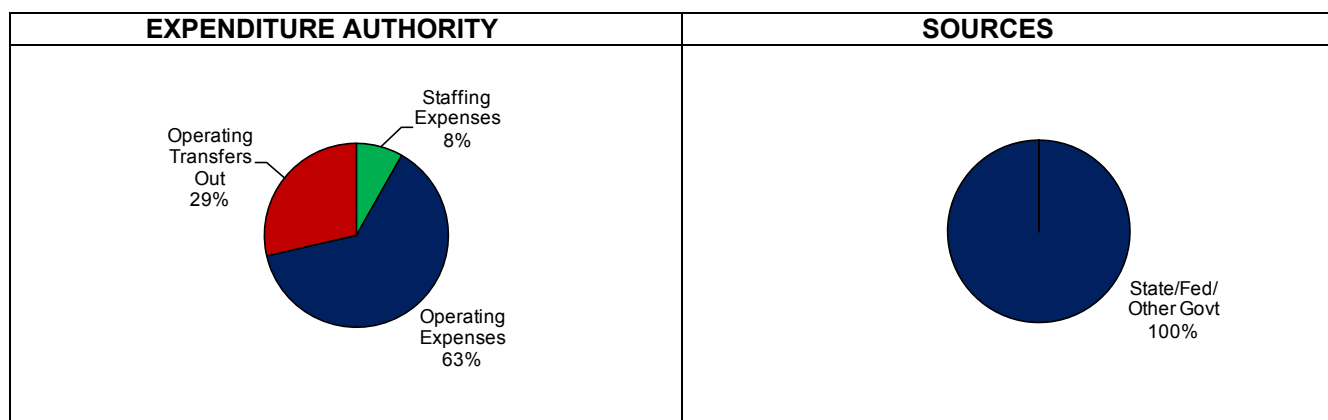 EXPENDITURE AUTHORITY
SOURCES
Staffing
Expenses
8%
Operating
Transfers
Out
29%
Operating
Expenses
63%
State/Fed/
Other Govt
100%